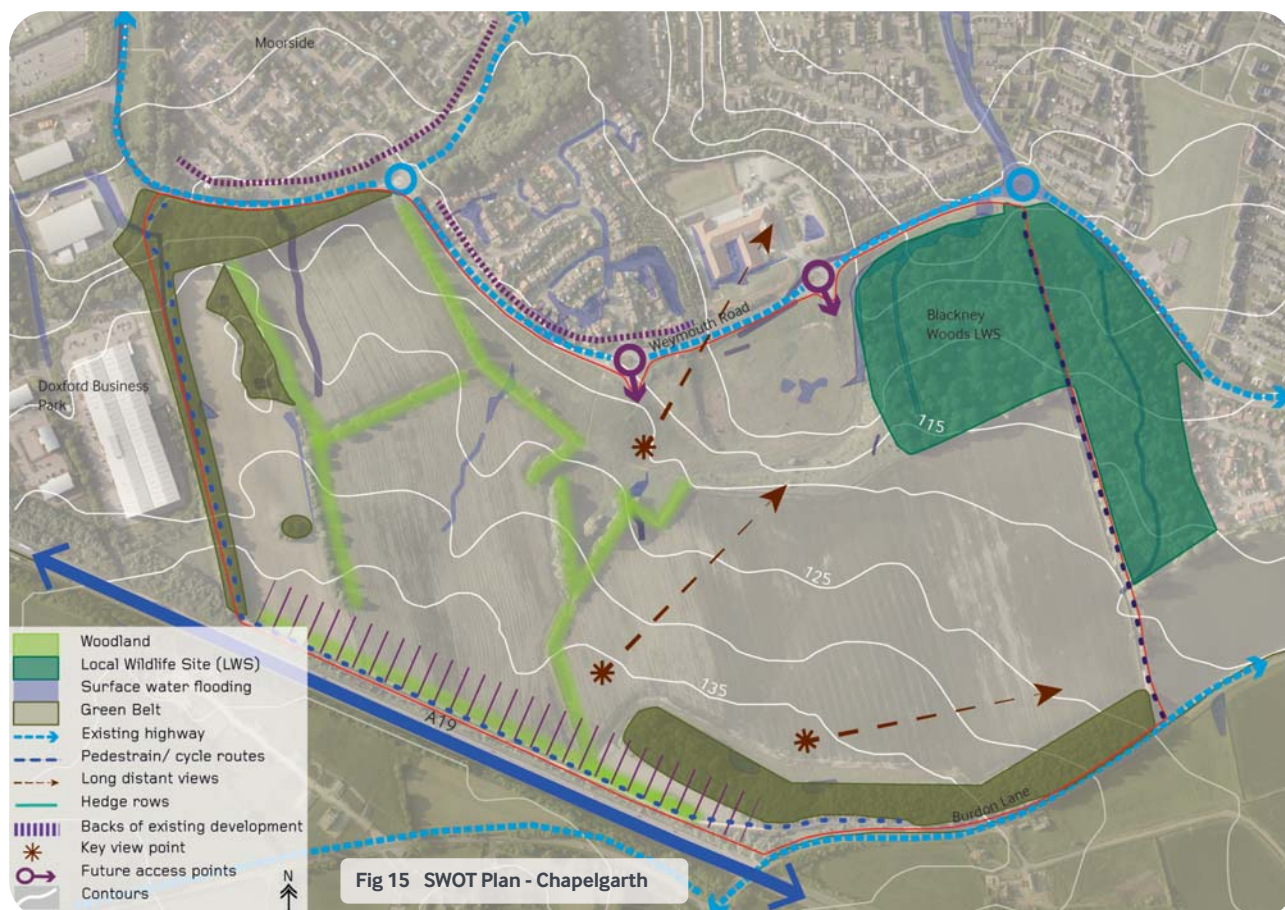 Moorside
Weymouth Road
Blackney
Woods LWS
Doxford Business
Park
115
125
135
A19
Burdon Lane
Woodland
Local Wildlife Site (LWS)
Surface water flooding
Green Belt
Existing highway
Pedestrain/ cycle routes
Long distant views
Hedge rows
Backs of existing development
Key view point
Future access points
Contours
N
Fig 15 SWOT Plan - Chapelgarth